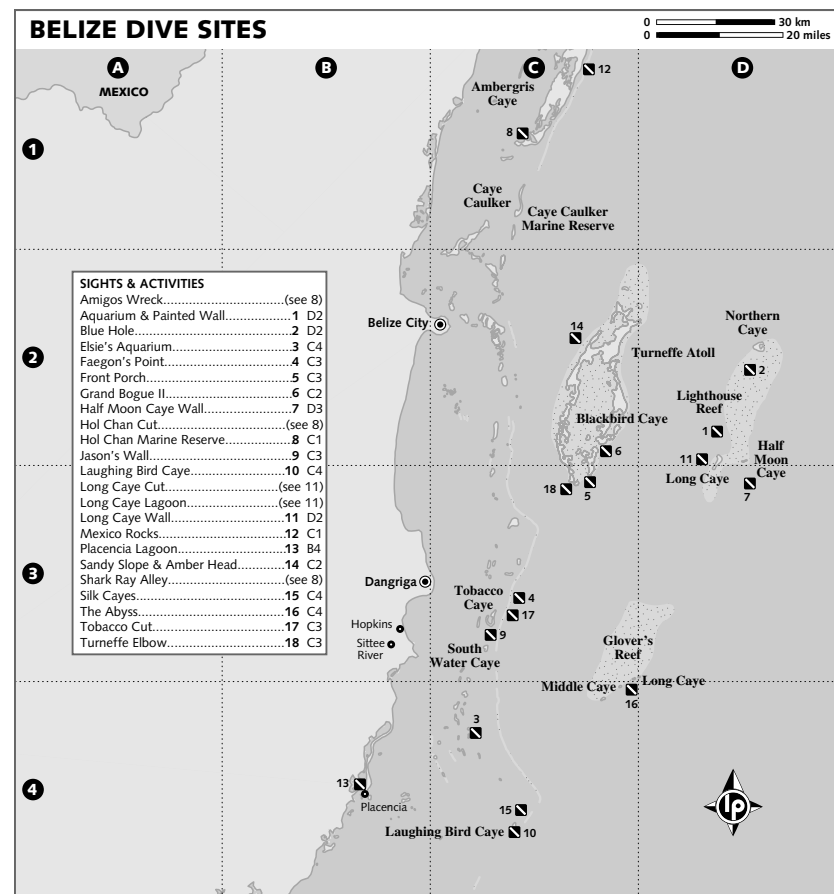 BELIZE DIVE SITES
0 30 km
0 20 miles
A B C D
MEXICO
12
Ambergris
Caye
8
1
Caye
Caulker
Caye Caulker
Marine Reserve
SIGHTS & ACTIVITIES
Amigos Wreck..............................(see 8)
Aquarium & Painted Wall...............1 D2
Blue Hole.....................................2 D2
Elsie's Aquarium...........................3 C4
Faegon's Point..............................4 C3
Front Porch...................................5 C3
Grand Bogue II..............................6 C2
Half Moon Caye Wall.....................7 D3
Hol Chan Cut................................(see 8)
Hol Chan Marine Reserve...............8 C1
Jason's Wall..................................9 C3
Laughing Bird Caye.....................10 C4
Long Caye Cut............................(see 11)
Long Caye Lagoon.......................(see 11)
Long Caye Wall...........................11 D2
Mexico Rocks..............................12 C1
Placencia Lagoon.........................13 B4
Sandy Slope & Amber Head..........14 C2
Shark Ray Alley............................(see 8)
Silk Cayes...................................15 C4
The Abyss...................................16 C4
Tobacco Cut................................17 C3
Turneffe Elbow............................18 C3
Belize City
14
Northern
Caye
2
Turneffe Atoll
2
Lighthouse
Reef
Blackbird Caye
1
6
11
Half
Moon
Caye
Long Caye
18
5
7
3
Dangriga
Tobacco
Caye
4
17
Hopkins
9
Sittee
River
South
Water Caye
Glover's
Reef
Middle Caye
Long Caye
16
3
4
13
Placencia
15
Laughing Bird Caye
10
lp